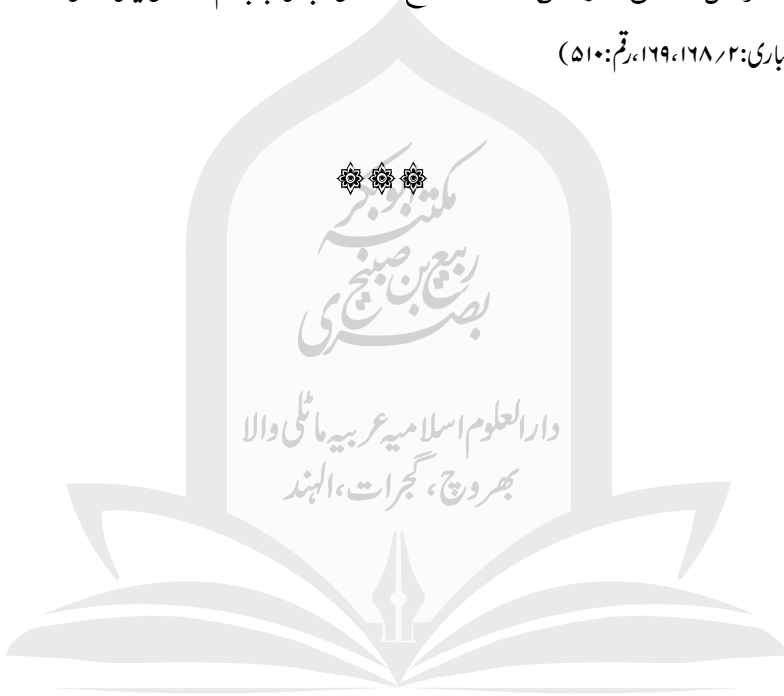 باری:۲؍۱۶۸،۱۶۹،رقم:۵۱۰)
مکتبہ ابوبکر
ربیع بن صبیح
بصری
دارالعلوم اسلامیہ عربیہ ماٹلی والا
بھروچ، گجرات، الہند